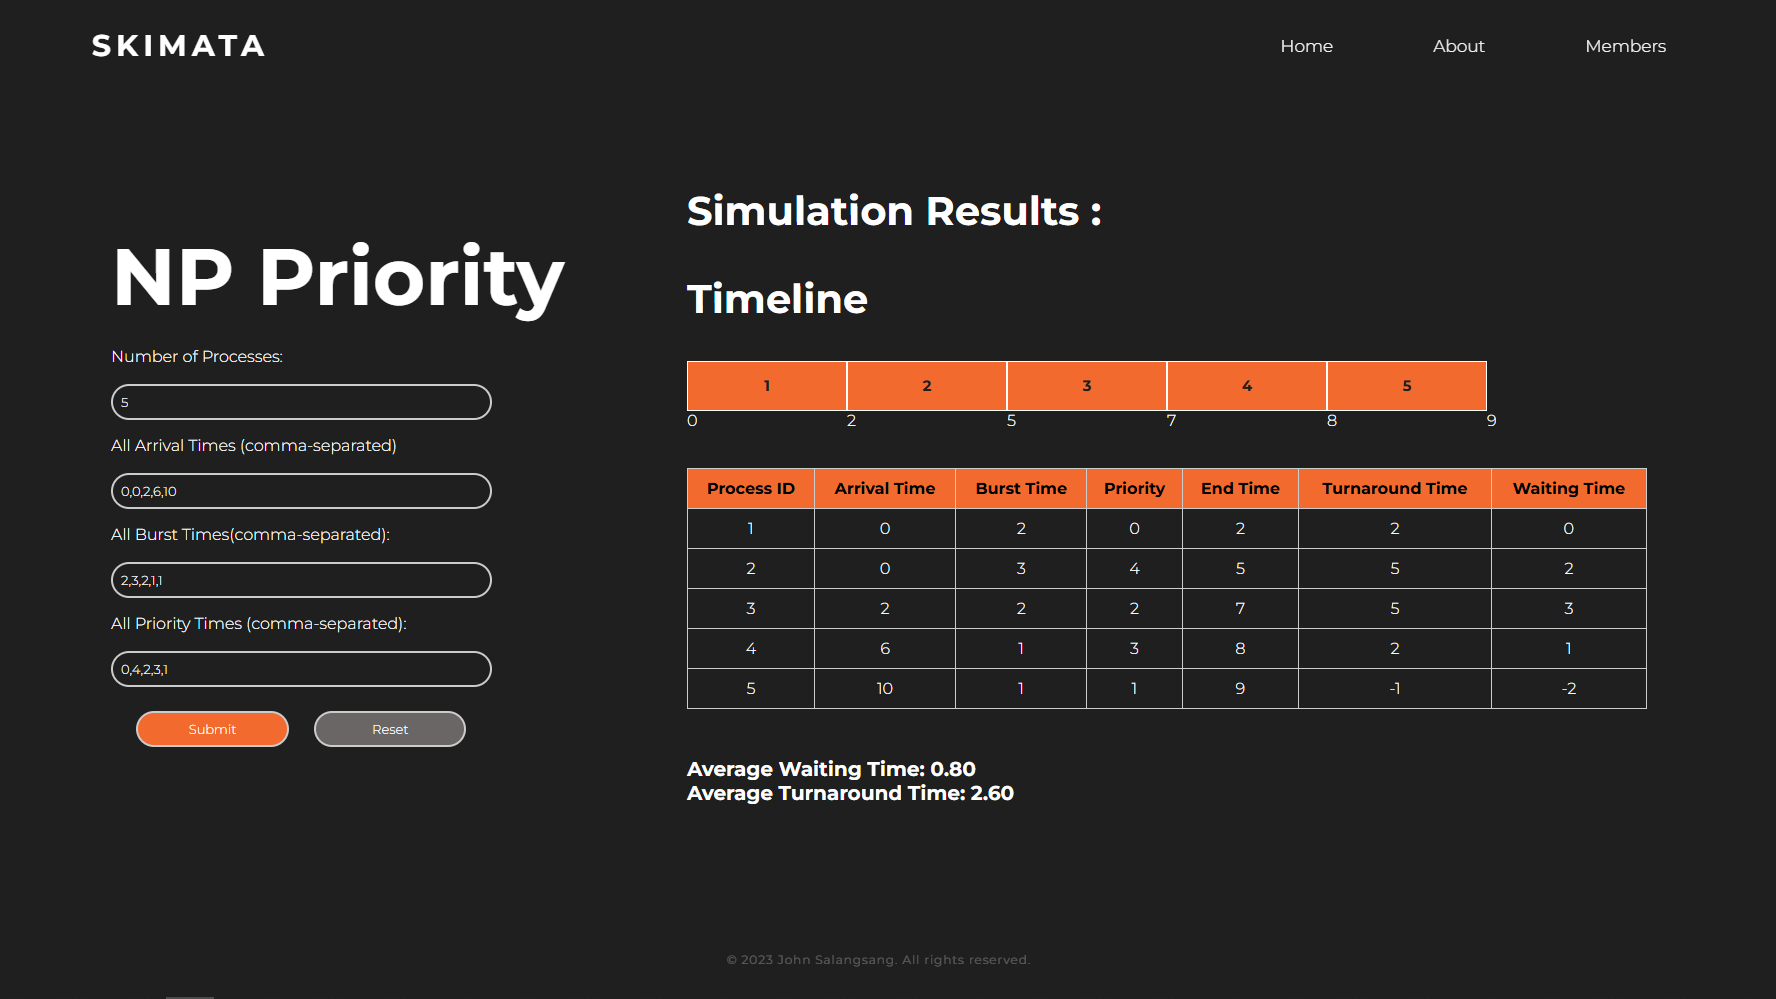 SKIMATA
Home About Members
NP Priority
Number of Processes:
5
All Arrival Times (comma-separated)
0,0,2,6,10
All Burst Times(comma-separated):
2,3,2,1,1
All Priority Times (comma-separated):
0,4,2,3,1
Submit Reset
Simulation Results :
Timeline
1 2 3 4 5
0 2 5 7 8 9
Process ID Arrival Time Burst Time Priority End Time Turnaround Time Waiting Time
1 0 2 0 2 2 0
2 0 3 4 5 5 2
3 2 2 2 7 5 3
4 6 1 3 8 2 1
5 10 1 1 9 -1 -2
Average Waiting Time: 0.80
Average Turnaround Time: 2.60
© 2023 John Salangsang. All rights reserved.